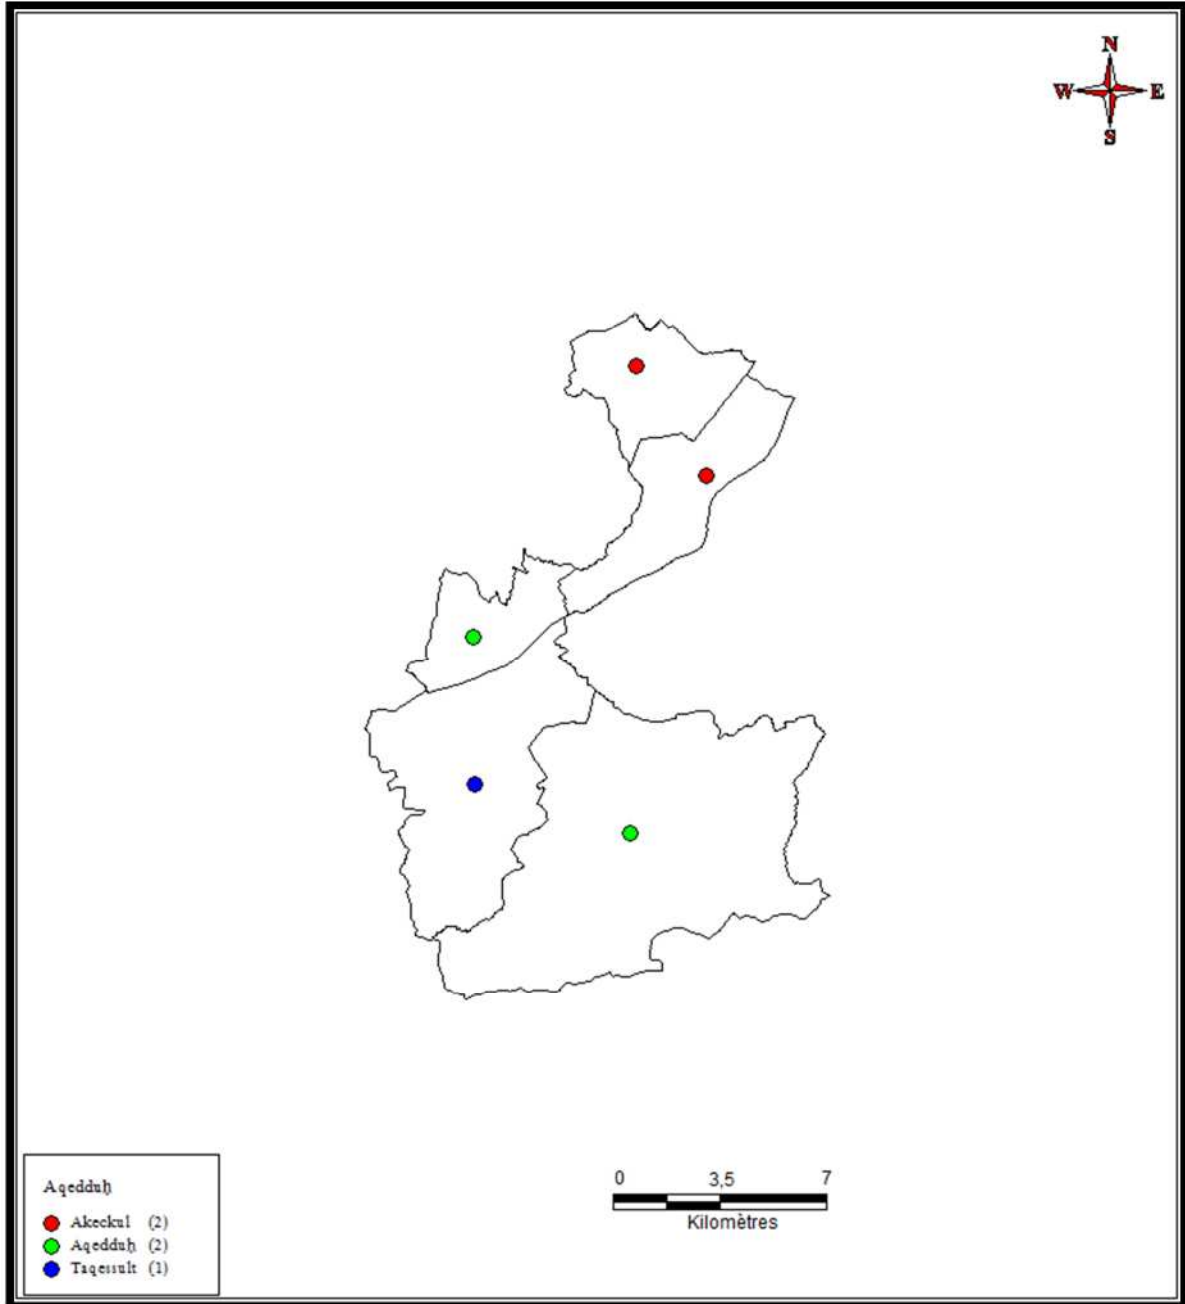 N
W E
S
Aqedduḥ
Akeckul (2)
Aqedduḥ (2)
Taqessult (1)
0 3,5 7
Kilomètres